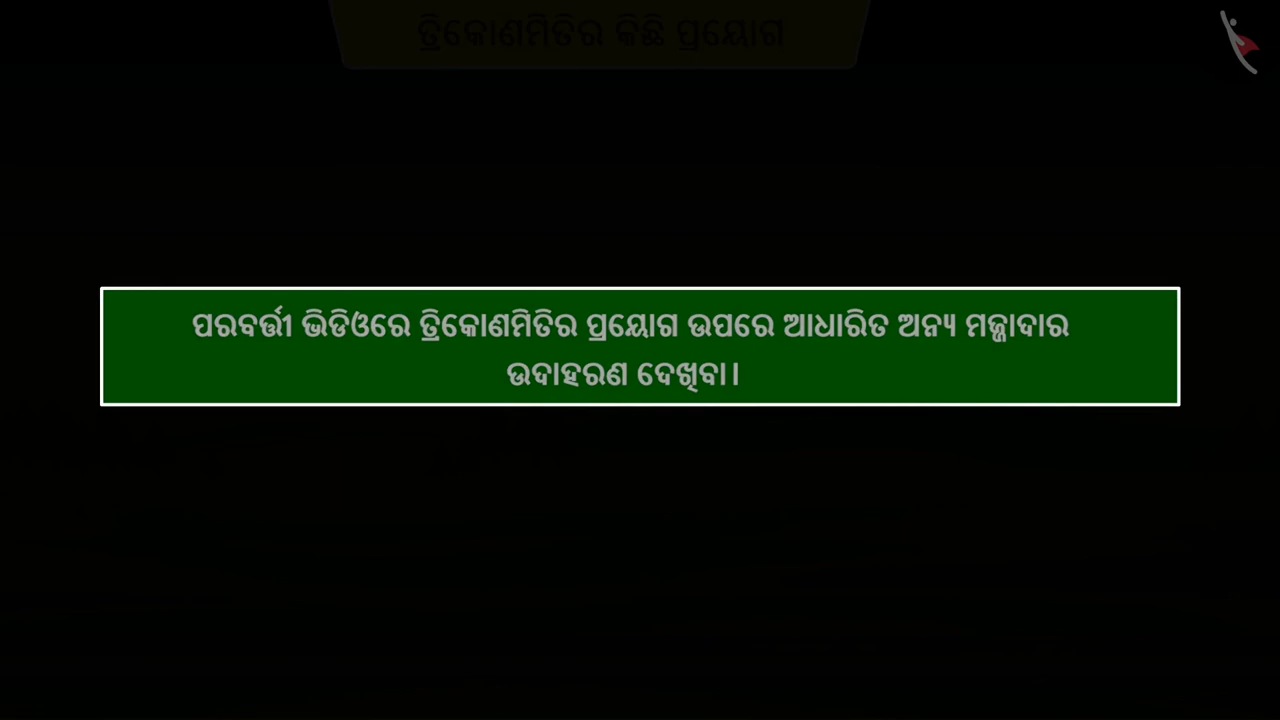 ତ୍ରିକୋଣମିତିର କିଛି ପ୍ରୟୋଗ
ପରବର୍ତ୍ତୀ ଭିଡିଓରେ ତ୍ରିକୋଣମିତିର ପ୍ରୟୋଗ ଉପରେ ଆଧାରିତ ଅନ୍ୟ ମଜ୍ଜାଦାର
ଉଦାହରଣ ଦେଖିବା।